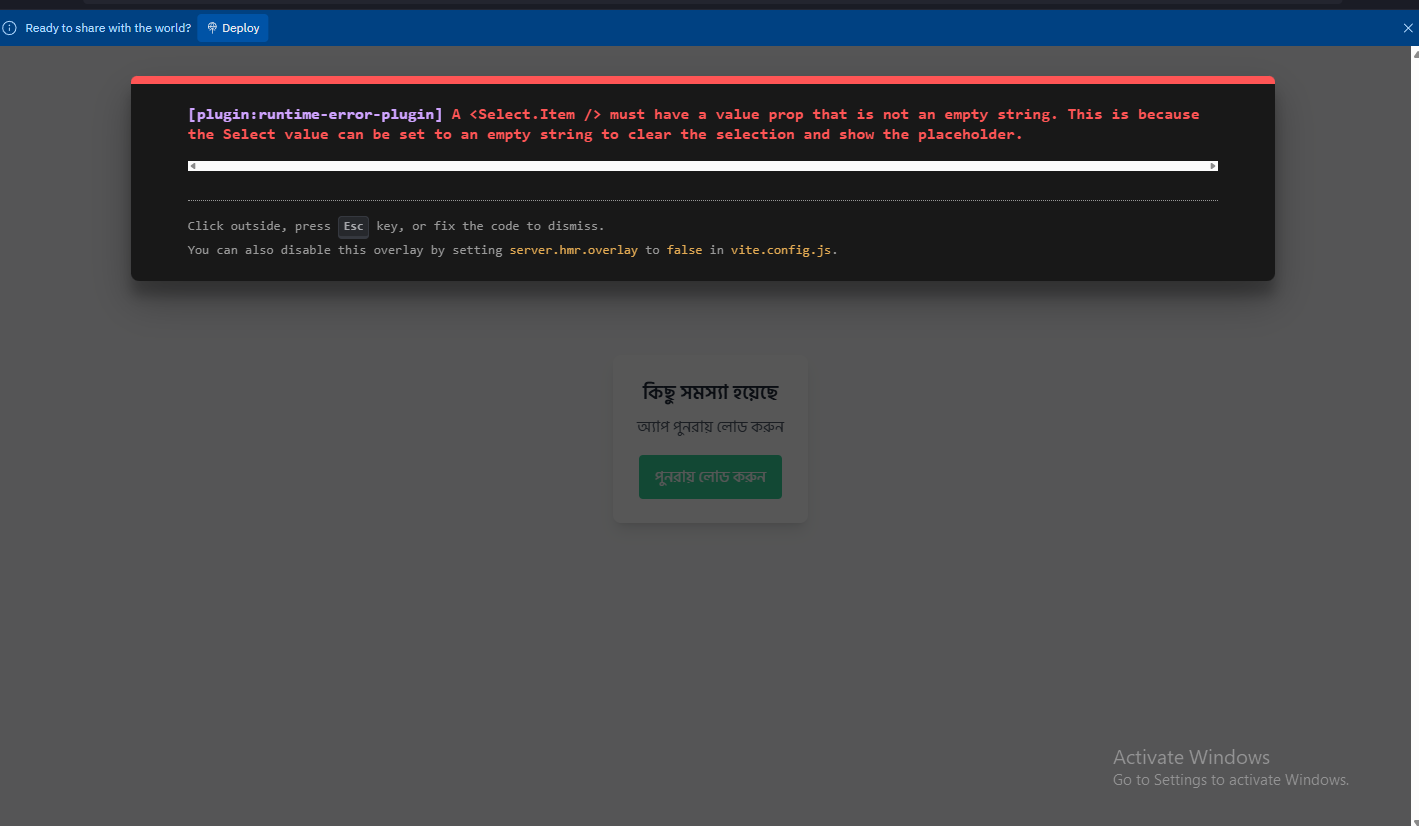 Ready to share with the world? Deploy
[plugin:runtime-error-plugin] A <Select.Item /> must have a value prop that is not an empty string. This is because
the Select value can be set to an empty string to clear the selection and show the placeholder.
Click outside, press Esc key, or fix the code to dismiss.
You can also disable this overlay by setting server.hmr.overlay to false in vite.config.js.
কিছু সমস্যা হয়েছে
অ্যাপ পুনরায় লোড করুন
পুনরায় লোড করুন
Activate Windows
Go to Settings to activate Windows.